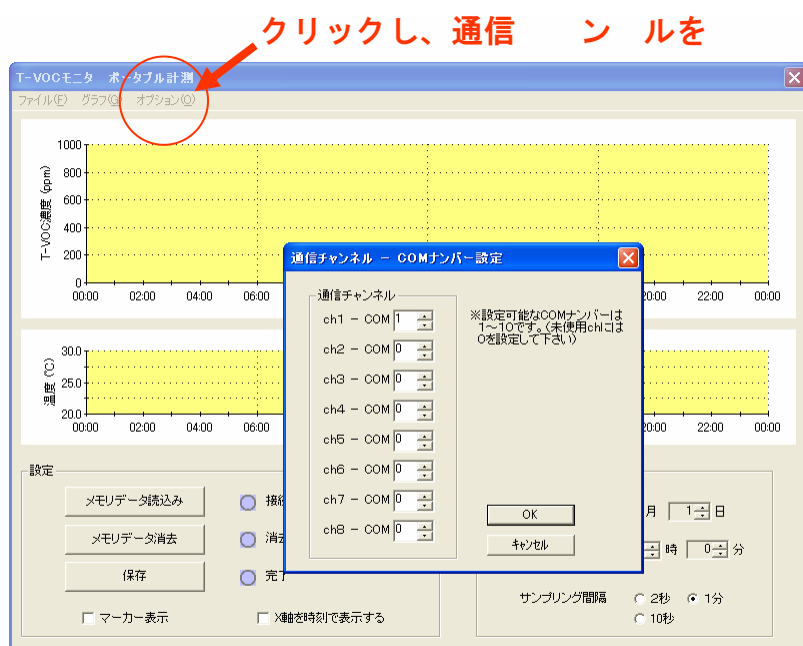 クリックし、通信　　ン　ルを
T-VOCモニタ　ポータブル計測
ファイル(F)　グラフ(G)　オプション(O)
1000
800
600
400
200
0
T-VOC濃度 (ppm)
00:00　02:00　04:00　06:00　20:00　22:00　00:00
30.0
25.0
20.0
温度 (℃)
00:00　02:00　04:00　06:00　20:00　22:00　00:00
通信チャンネル － COMナンバー設定
通信チャンネル
ch1 － COM 1
ch2 － COM 0
ch3 － COM 0
ch4 － COM 0
ch5 － COM 0
ch6 － COM 0
ch7 － COM 0
ch8 － COM 0
※設定可能なCOMナンバーは
1～10です。（未使用chには
0を設定して下さい）
OK
キャンセル
設定
メモリデータ読込み
メモリデータ消去
保存
完了
マーカー表示
X軸を時刻で表示する
月　1　日
時　0　分
サンプリング間隔　2秒　1分
10秒